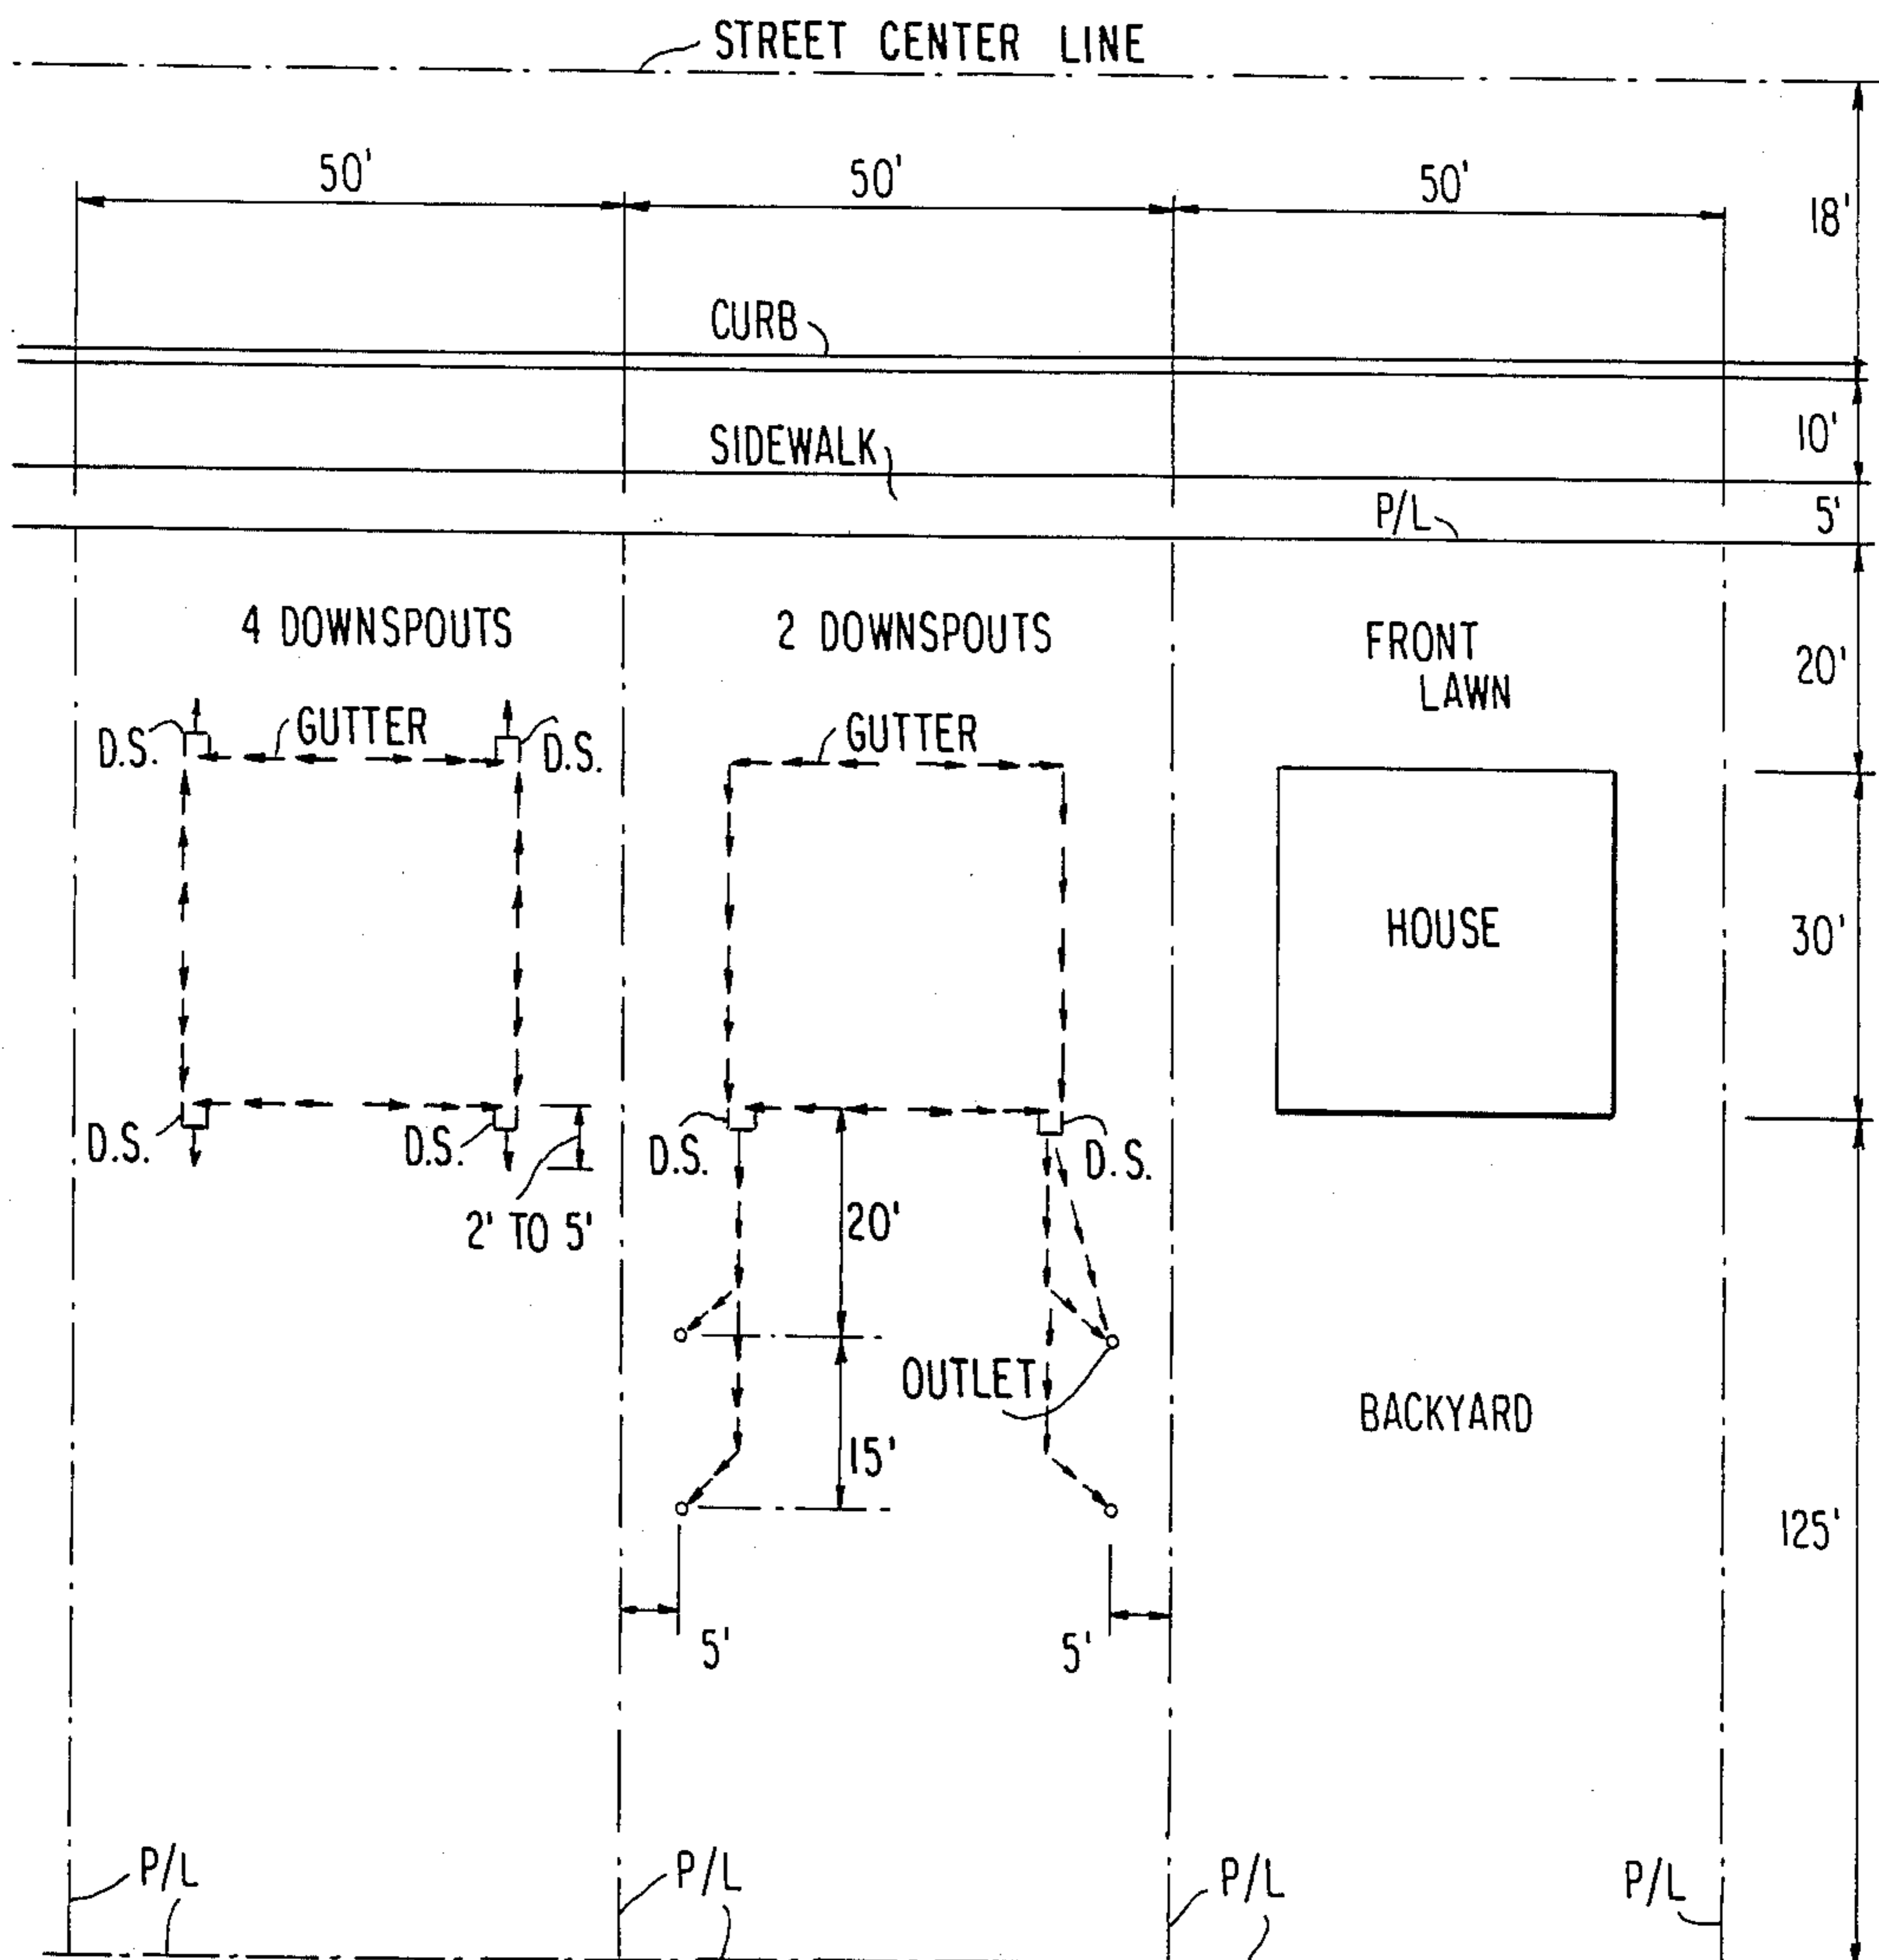 STREET CENTER LINE
50'
50'
50'
18'
CURB
10'
SIDEWALK
P/L
5'
4 DOWNSPOUTS
2 DOWNSPOUTS
FRONT
LAWN
20'
D.S.
GUTTER
D.S.
GUTTER
HOUSE
30'
D.S.
D.S.
D.S.
D.S.
2' TO 5'
20'
OUTLET
BACKYARD
15'
125'
5'
5'
P/L
P/L
P/L
P/L